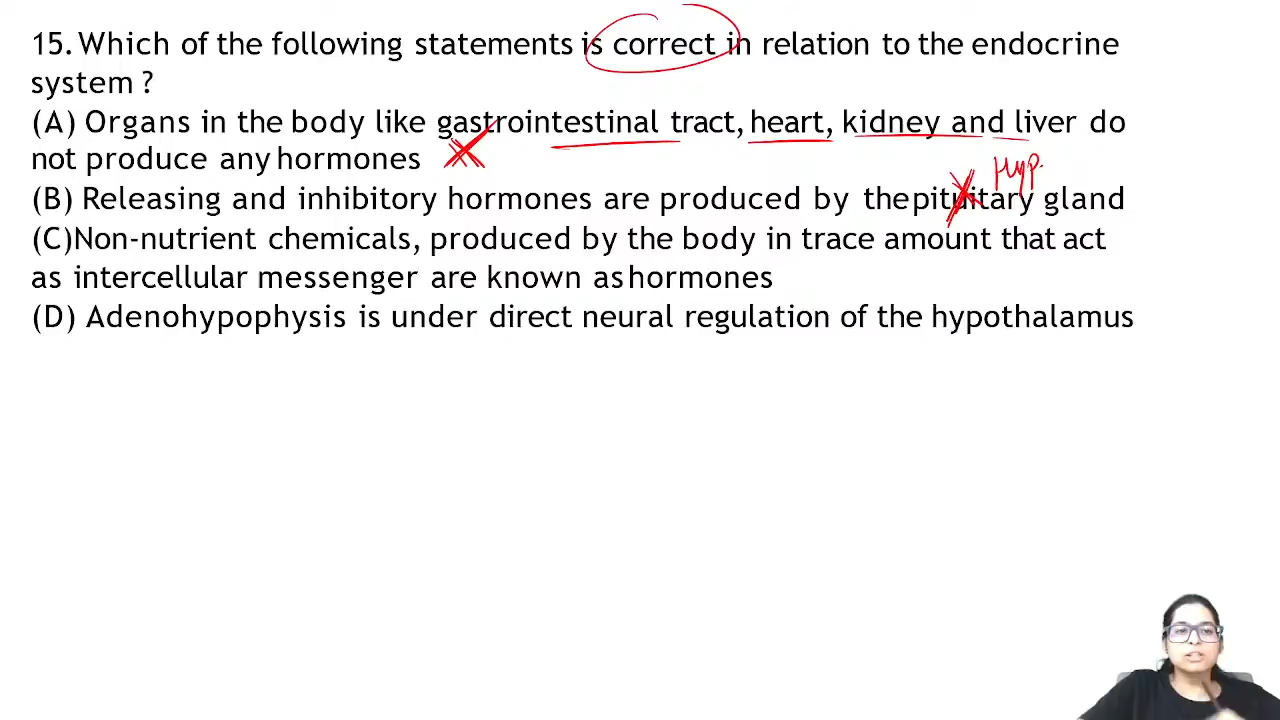 15. Which of the following statements is correct in relation to the endocrine
system ?
(A) Organs in the body like gastrointestinal tract, heart, kidney and liver do
not produce any hormones
Hyp.
(B) Releasing and inhibitory hormones are produced by the pituitary gland
(C)Non-nutrient chemicals, produced by the body in trace amount that act
as intercellular messenger are known as hormones
(D) Adenohypophysis is under direct neural regulation of the hypothalamus